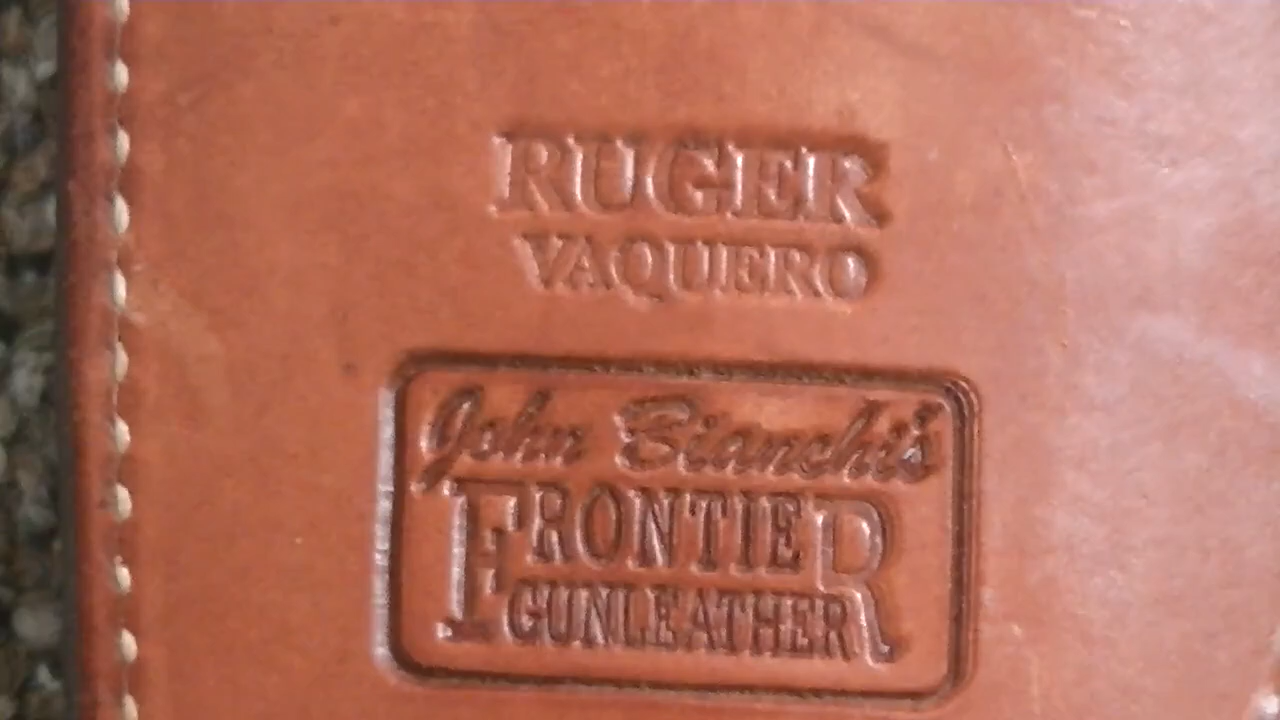 RUGER
VAQUERO
John Bianchi's
FRONTIER
GUNLEATHER